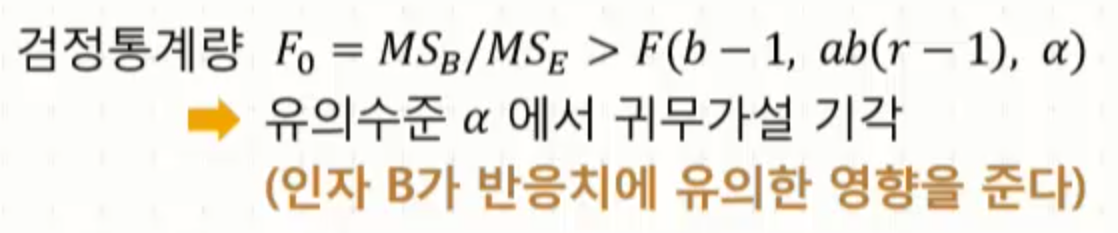 검정통계량 F₀ = MS_B/MS_E > F(b − 1, ab(r − 1), α)
➡ 유의수준 α 에서 귀무가설 기각
(인자 B가 반응치에 유의한 영향을 준다)